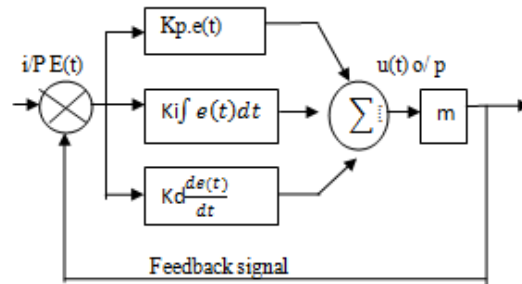 Kp.e(t)
i/P E(t)
u(t) o/ p
Ki∫ e(t)dt
∑
m
Kd de(t)/dt
Feedback signal